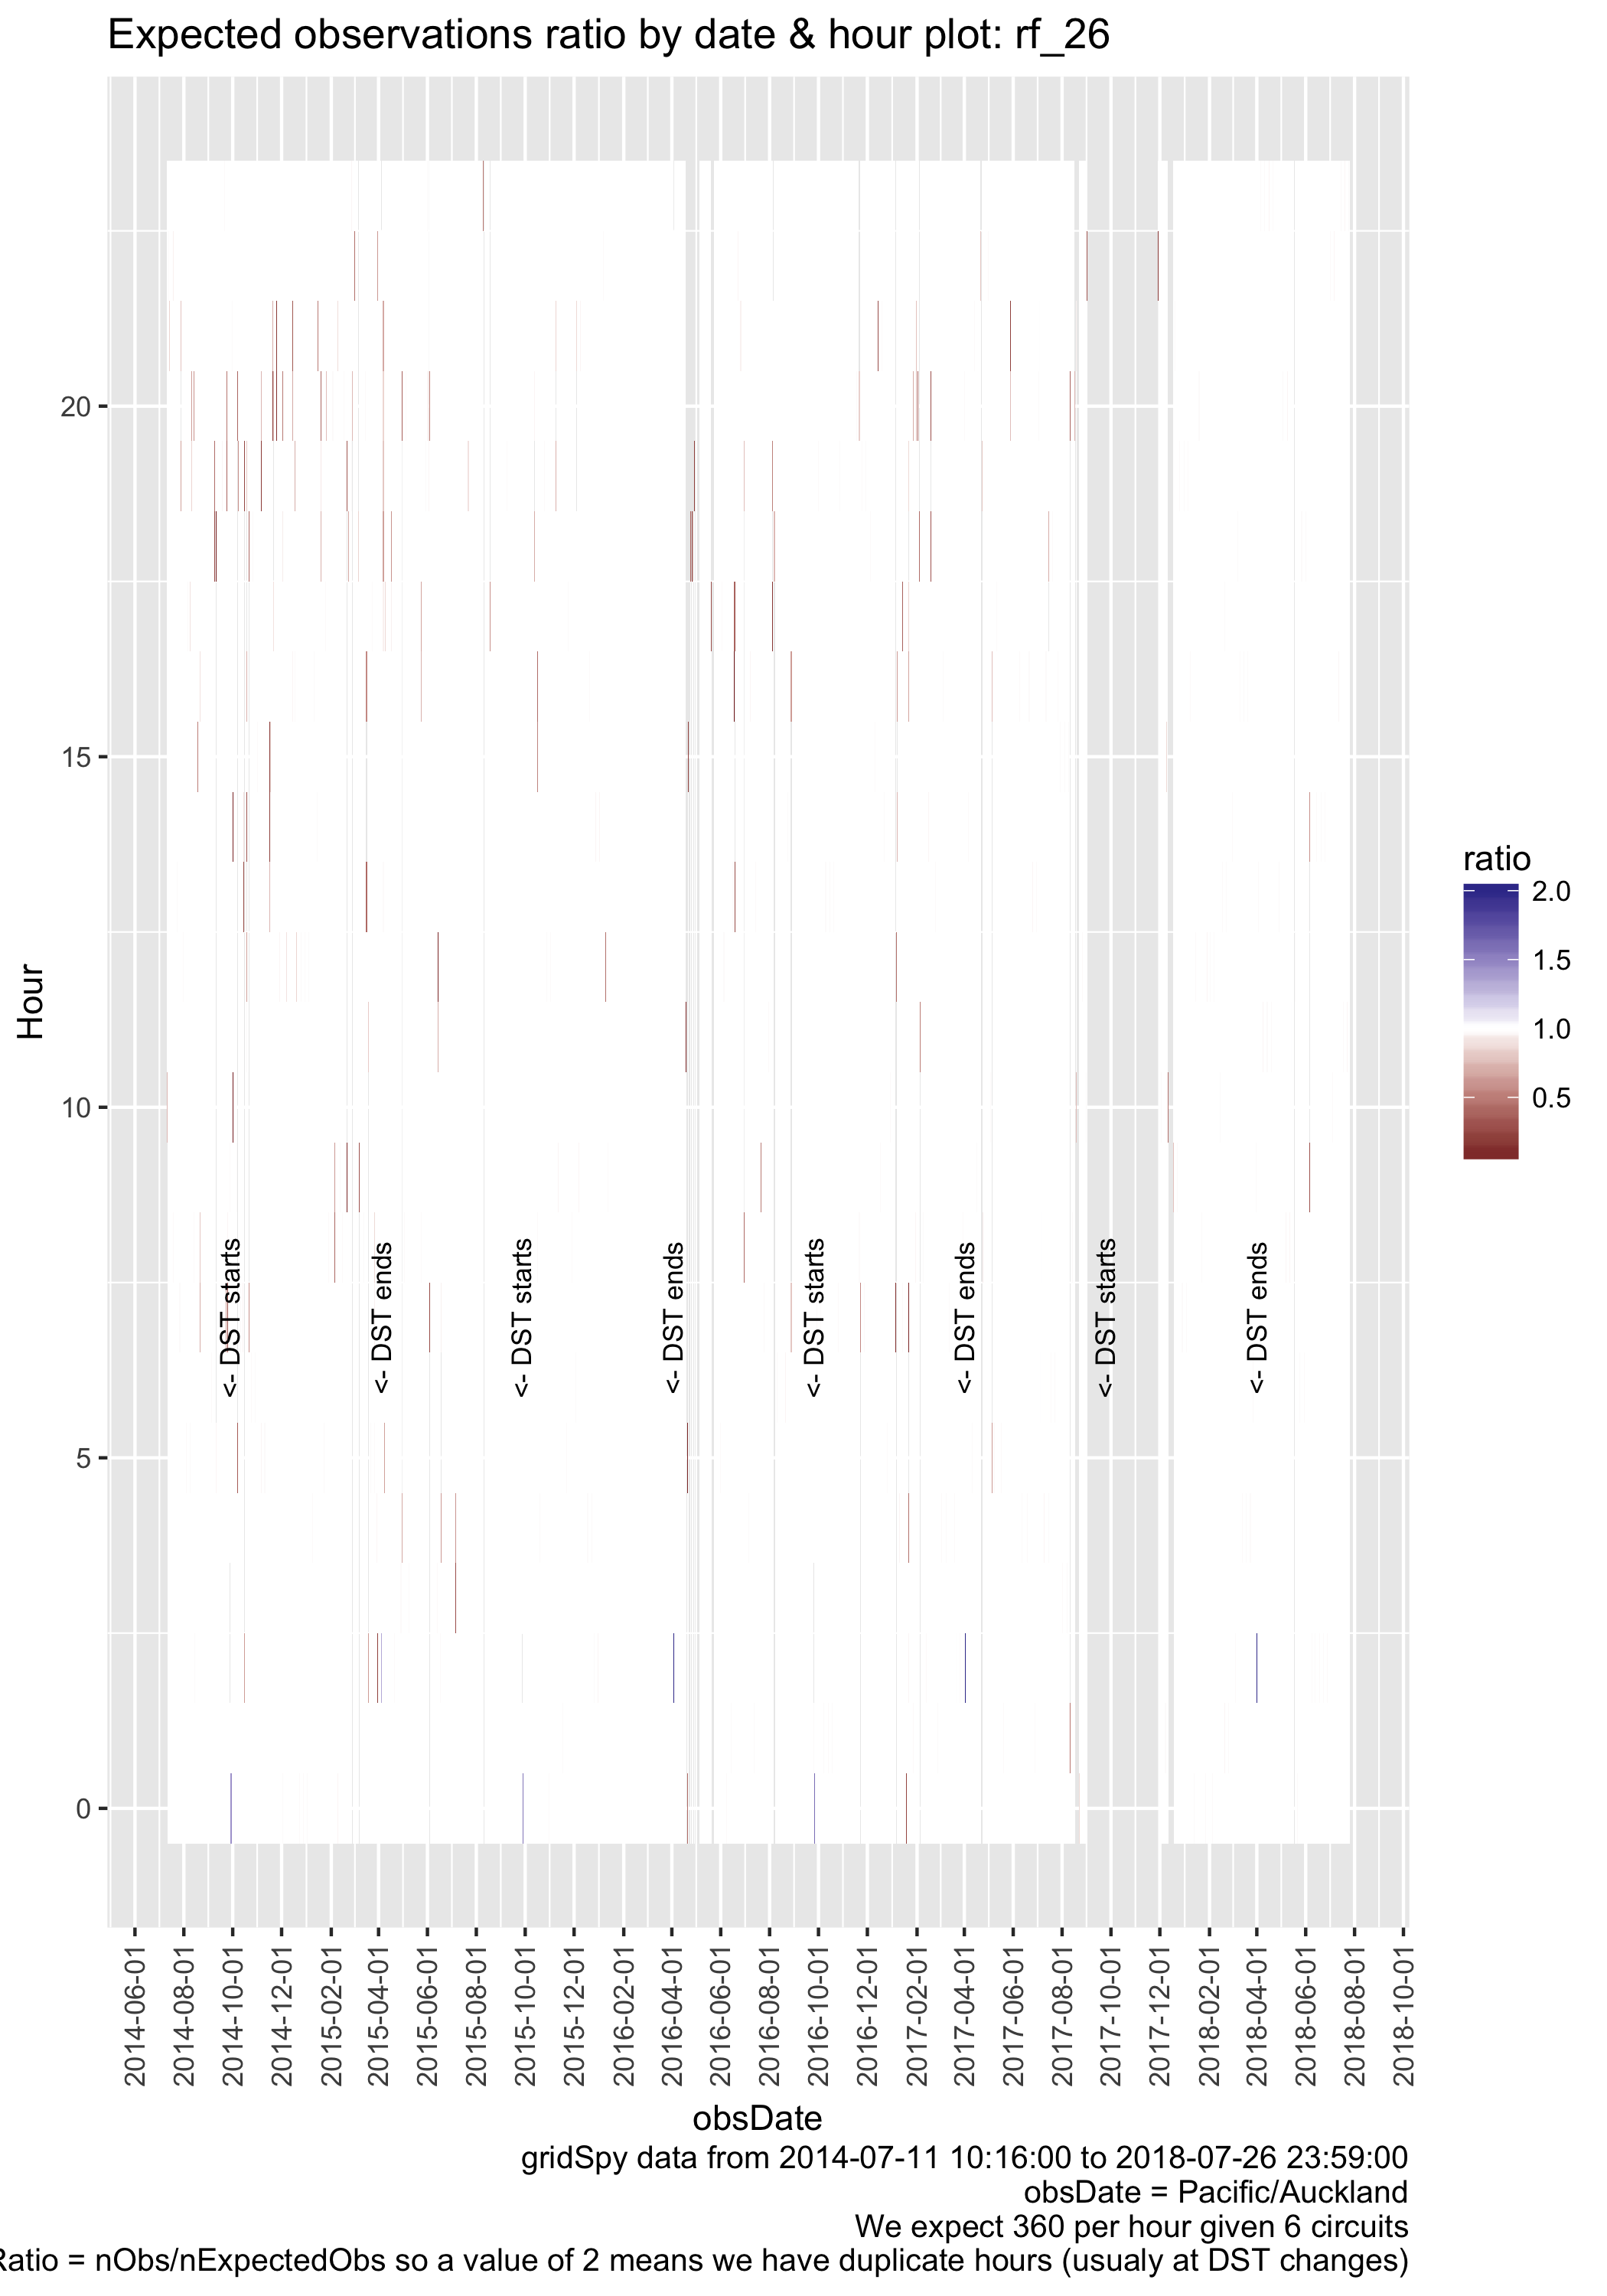 Expected observations ratio by date & hour plot: rf_26
20
15
10
5
0
Hour
<- DST starts
<- DST ends
<- DST starts
<- DST ends
<- DST starts
<- DST ends
<- DST starts
<- DST ends
ratio
2.0
1.5
1.0
0.5
2014-06-01
2014-08-01
2014-10-01
2014-12-01
2015-02-01
2015-04-01
2015-06-01
2015-08-01
2015-10-01
2015-12-01
2016-02-01
2016-04-01
2016-06-01
2016-08-01
2016-10-01
2016-12-01
2017-02-01
2017-04-01
2017-06-01
2017-08-01
2017-10-01
2017-12-01
2018-02-01
2018-04-01
2018-06-01
2018-08-01
2018-10-01
obsDate
gridSpy data from 2014-07-11 10:16:00 to 2018-07-26 23:59:00
obsDate = Pacific/Auckland
We expect 360 per hour given 6 circuits
Ratio = nObs/nExpectedObs so a value of 2 means we have duplicate hours (usualy at DST changes)